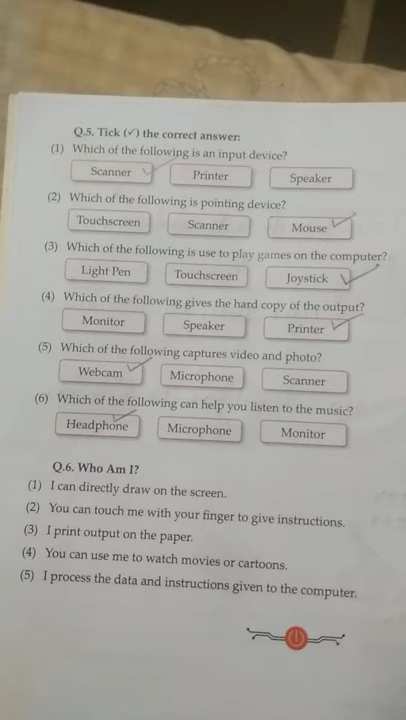 Q.5. Tick (✓) the correct answer:
(1) Which of the following is an input device?
Scanner ✓ Printer Speaker
(2) Which of the following is pointing device?
Touchscreen Scanner Mouse ✓
(3) Which of the following is use to play games on the computer?
Light Pen Touchscreen Joystick ✓
(4) Which of the following gives the hard copy of the output?
Monitor Speaker Printer ✓
(5) Which of the following captures video and photo?
Webcam ✓ Microphone Scanner
(6) Which of the following can help you listen to the music?
Headphone ✓ Microphone Monitor
Q.6. Who Am I?
(1) I can directly draw on the screen.
(2) You can touch me with your finger to give instructions.
(3) I print output on the paper.
(4) You can use me to watch movies or cartoons.
(5) I process the data and instructions given to the computer.